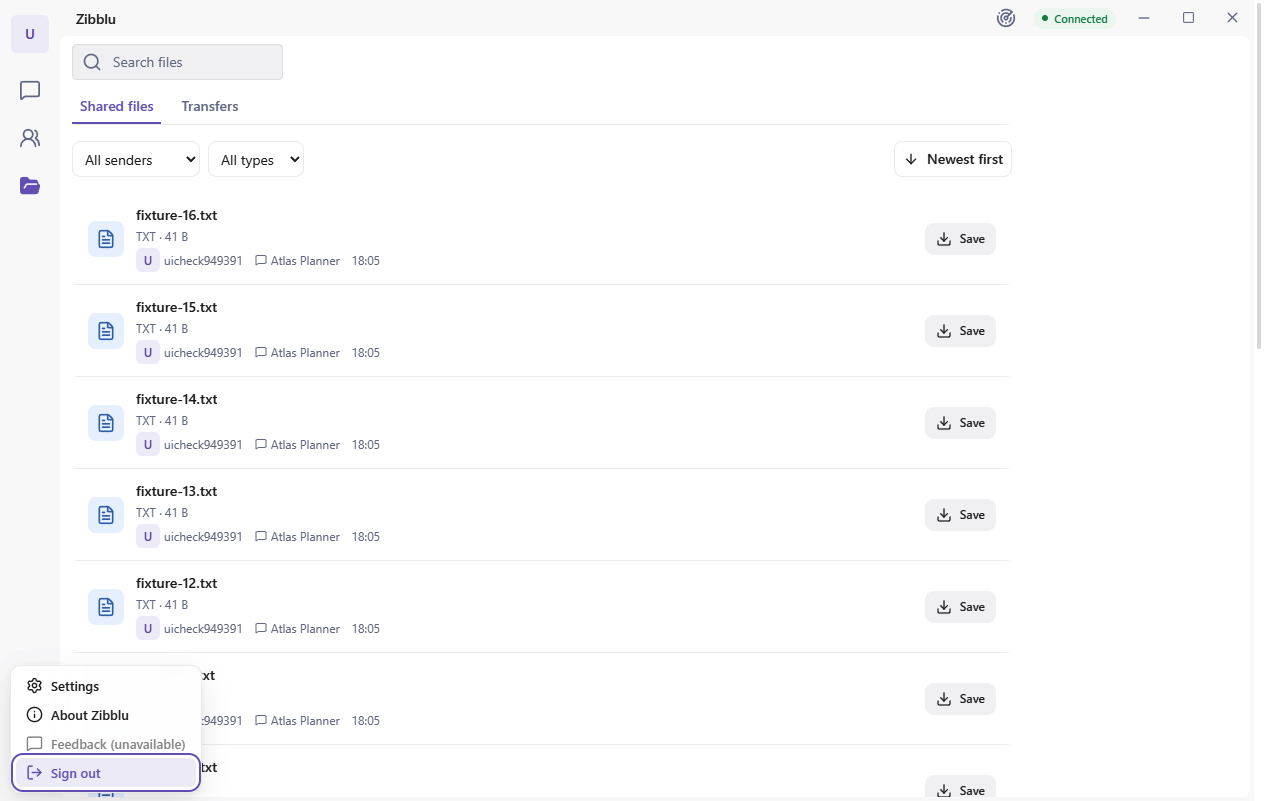 Zibblu
Connected
U
Search files
Shared files Transfers
All senders All types Newest first
fixture-16.txt
TXT · 41 B
U uicheck949391 Atlas Planner 18:05
Save
fixture-15.txt
TXT · 41 B
U uicheck949391 Atlas Planner 18:05
Save
fixture-14.txt
TXT · 41 B
U uicheck949391 Atlas Planner 18:05
Save
fixture-13.txt
TXT · 41 B
U uicheck949391 Atlas Planner 18:05
Save
fixture-12.txt
TXT · 41 B
U uicheck949391 Atlas Planner 18:05
Save
Atlas Planner 18:05
Save
Save
Settings
About Zibblu
Feedback (unavailable)
Sign out